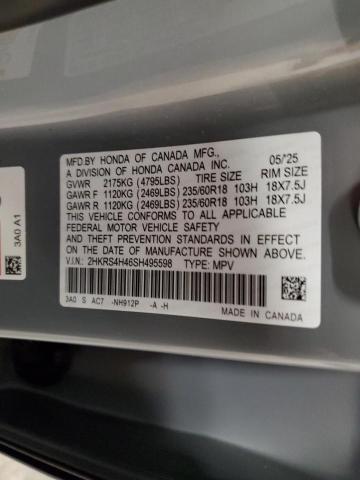 MFD.BY HONDA OF CANADA MFG., 05/25
A DIVISION OF HONDA CANADA INC.
GVWR 2175KG (4795LBS) TIRE SIZE RIM SIZE
GAWR F 1120KG (2469LBS) 235/60R18 103H 18X7.5J
GAWR R 1120KG (2469LBS) 235/60R18 103H 18X7.5J
THIS VEHICLE CONFORMS TO ALL APPLICABLE
FEDERAL MOTOR VEHICLE SAFETY
AND THEFT PREVENTION STANDARDS IN EFFECT
ON THE DATE OF MANUFACTURE SHOWN ABOVE.
V.I.N.: 2HKRS4H46SH495598 TYPE: MPV
3A0 S AC7 -NH912P -A -H
MADE IN CANADA
3A0 A1